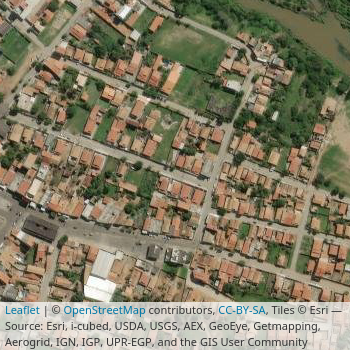 Leaflet | © OpenStreetMap contributors, CC-BY-SA, Tiles © Esri —
Source: Esri, i-cubed, USDA, USGS, AEX, GeoEye, Getmapping,
Aerogrid, IGN, IGP, UPR-EGP, and the GIS User Community